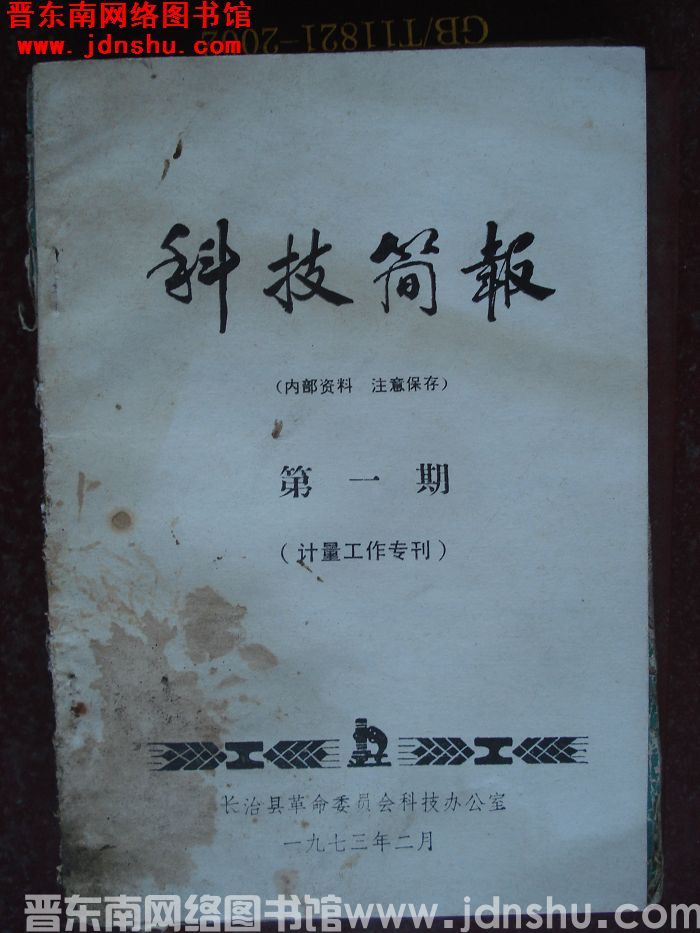 晋东南网络图书馆
www.jdnshu.com
GB/T11821-2002
科技简報
（内部资料 注意保存）
第一期
（计量工作专刊）
长治县革命委员会科技办公室
一九七三年二月
晋东南网络图书馆www.jdnshu.com